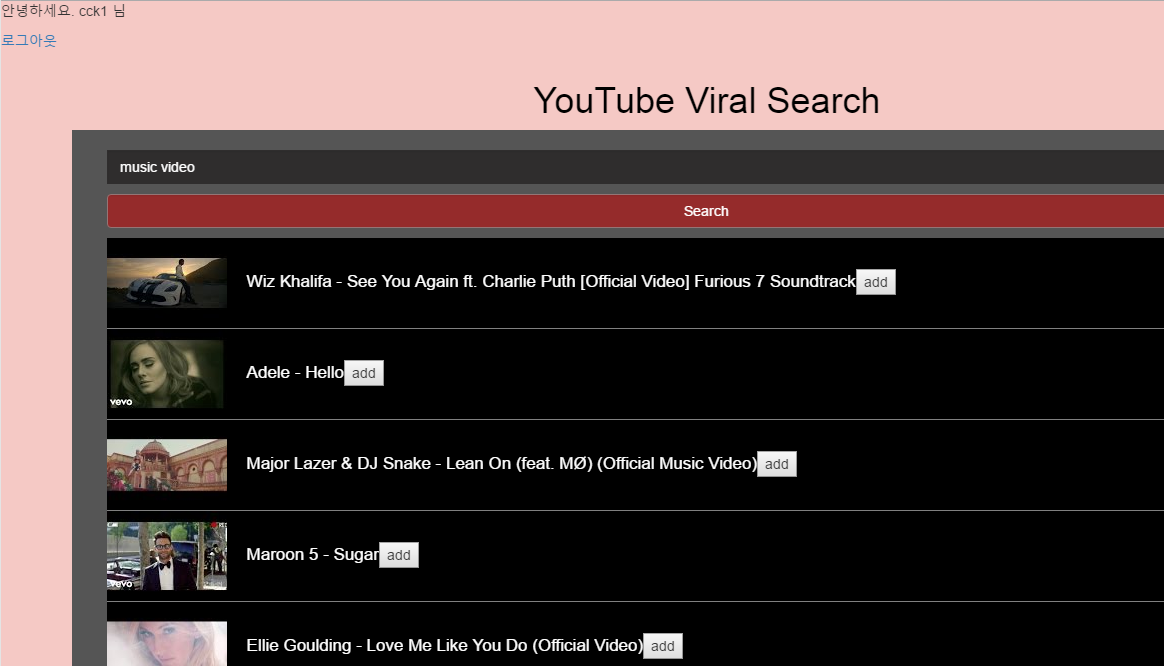 안녕하세요. cck1 님
로그아웃
YouTube Viral Search
music video
Search
Wiz Khalifa - See You Again ft. Charlie Puth [Official Video] Furious 7 Soundtrack add
Adele - Hello add
vevo
Major Lazer & DJ Snake - Lean On (feat. MØ) (Official Music Video) add
Maroon 5 - Sugar add
vevo
Ellie Goulding - Love Me Like You Do (Official Video) add